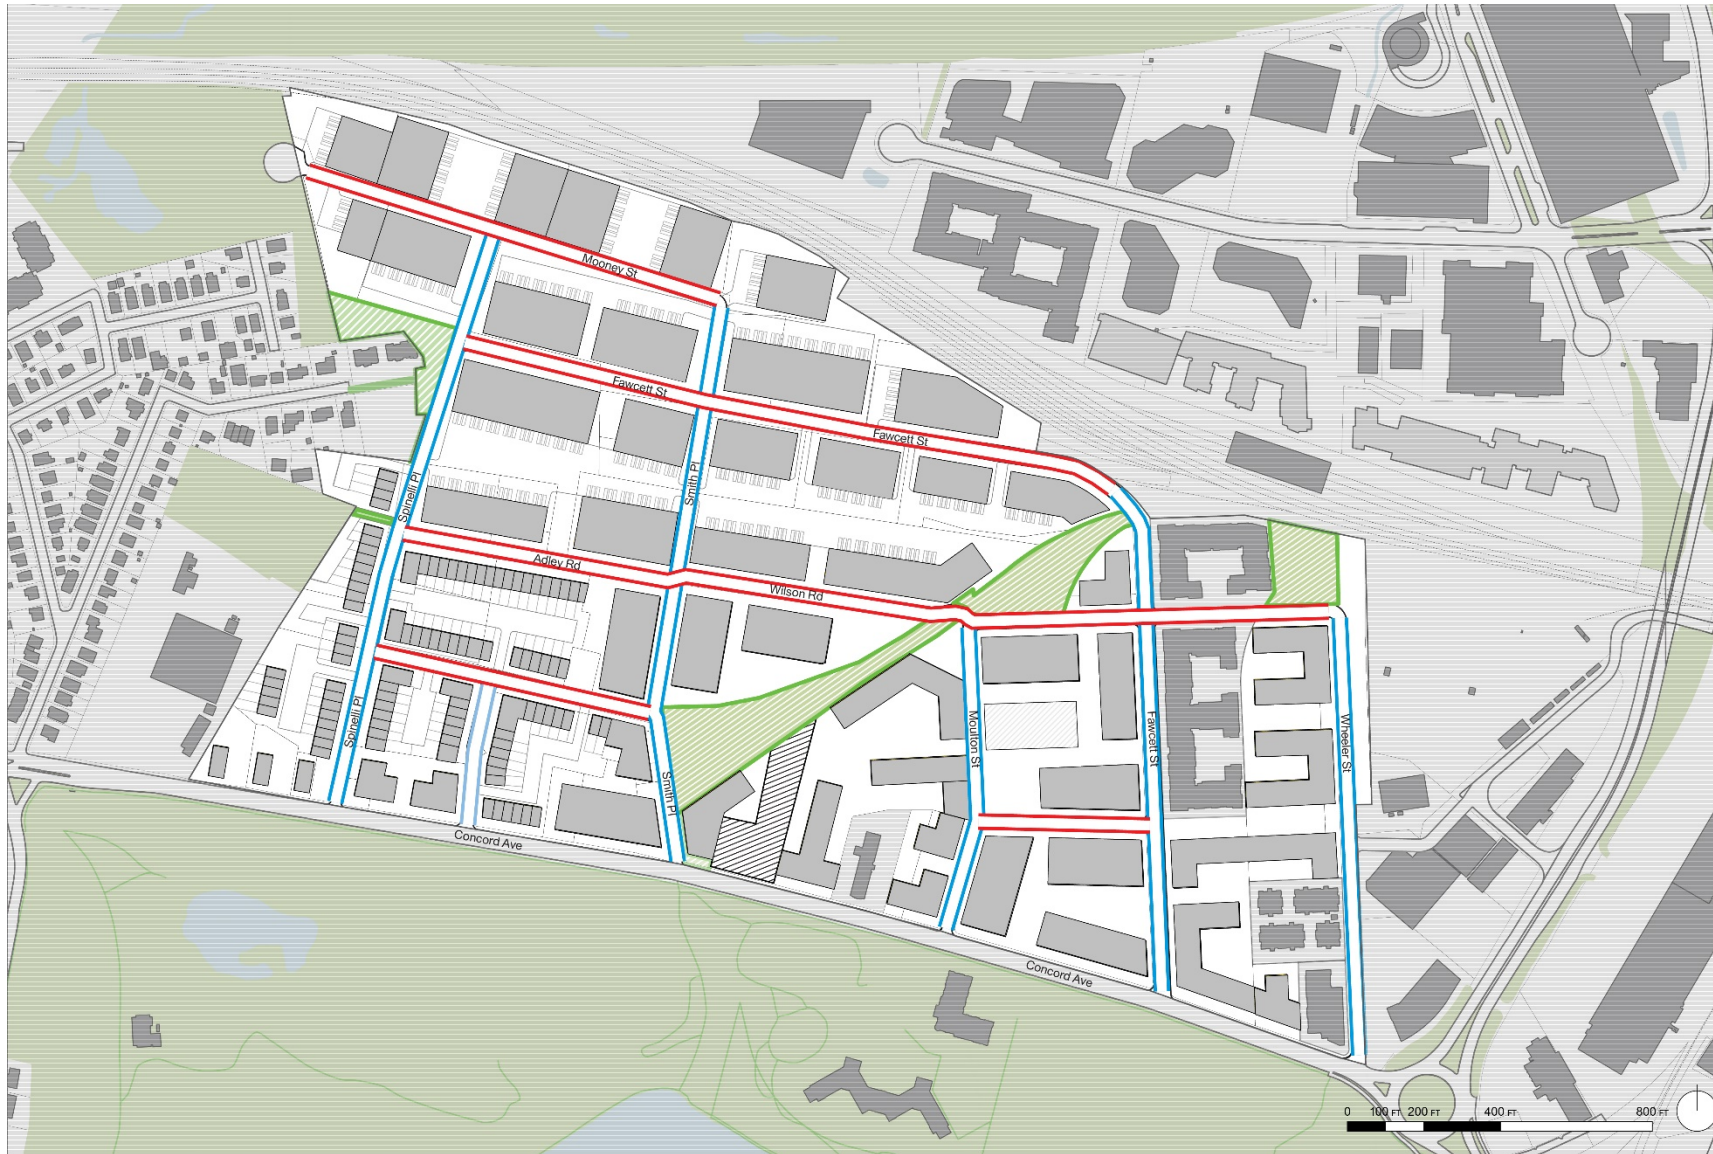 Mooney St
Fawcett St
Fawcett St
Spinelli Pl
Smith Pl
Adley Rd
Wilson Rd
Spinelli Pl
Moulton St
Fawcett St
Wheeler St
Smith Pl
Concord Ave
Concord Ave
0 100 FT 200 FT 400 FT 800 FT